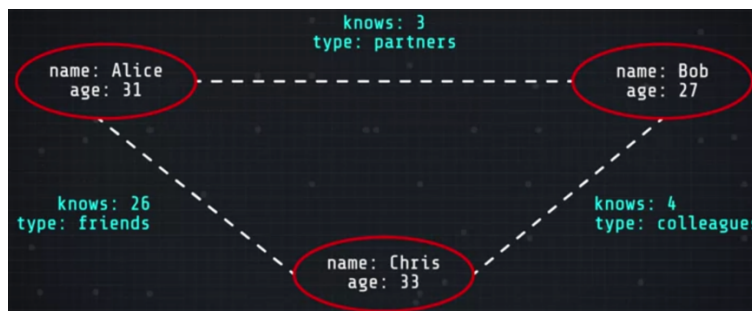 knows: 3
type: partners
name: Alice
age: 31
name: Bob
age: 27
knows: 26
type: friends
knows: 4
type: colleagues
name: Chris
age: 33